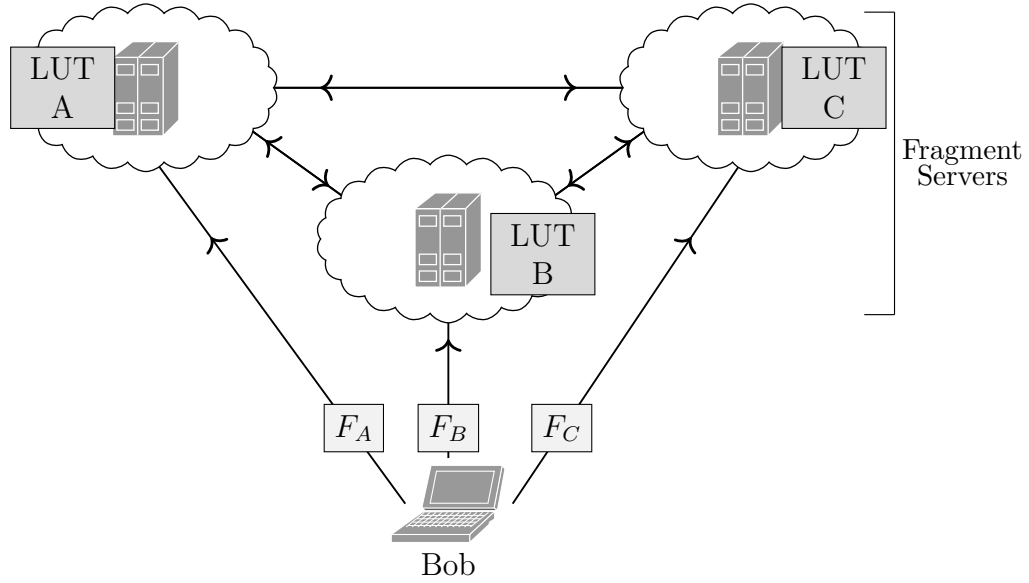 LUT
A
LUT
C
Fragment
Servers
LUT
B
F_A
F_B
F_C
Bob